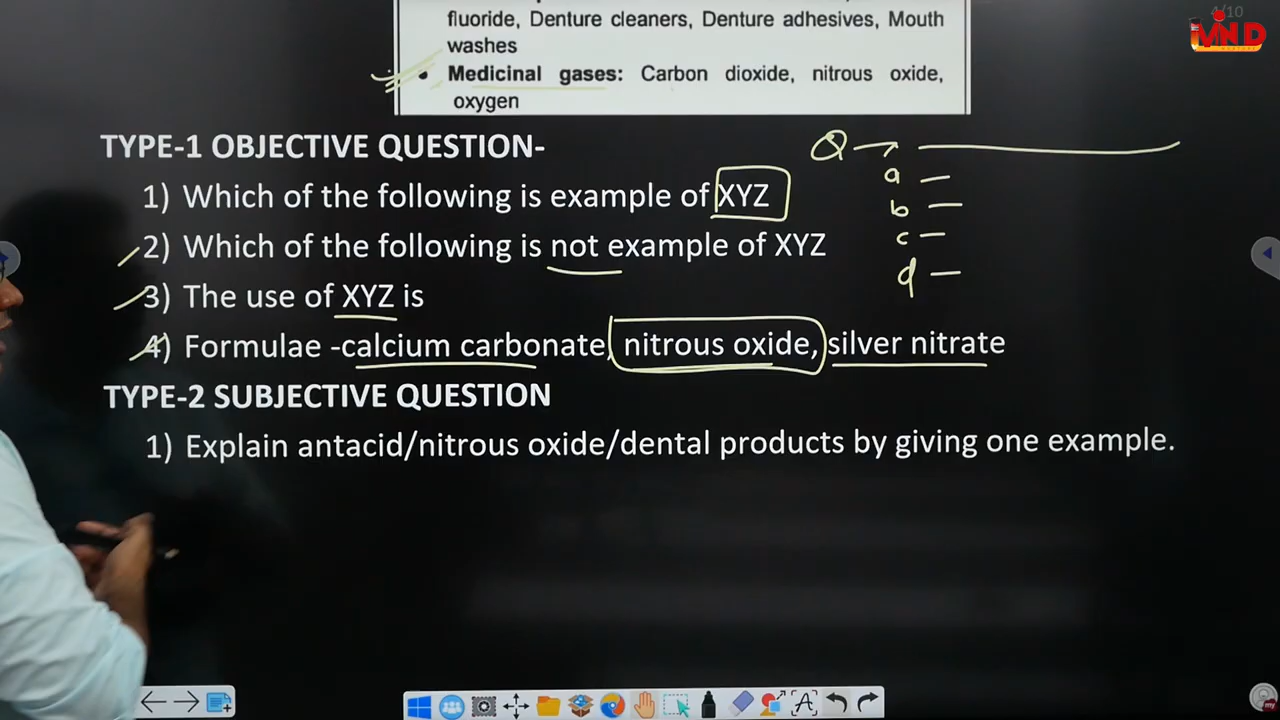 4/10
MIND
fluoride, Denture cleaners, Denture adhesives, Mouth
washes
• Medicinal gases: Carbon dioxide, nitrous oxide,
oxygen
TYPE-1 OBJECTIVE QUESTION-
1) Which of the following is example of XYZ
2) Which of the following is not example of XYZ
3) The use of XYZ is
4) Formulae -calcium carbonate, nitrous oxide, silver nitrate
Q →
a —
b —
c —
d —
TYPE-2 SUBJECTIVE QUESTION
1) Explain antacid/nitrous oxide/dental products by giving one example.